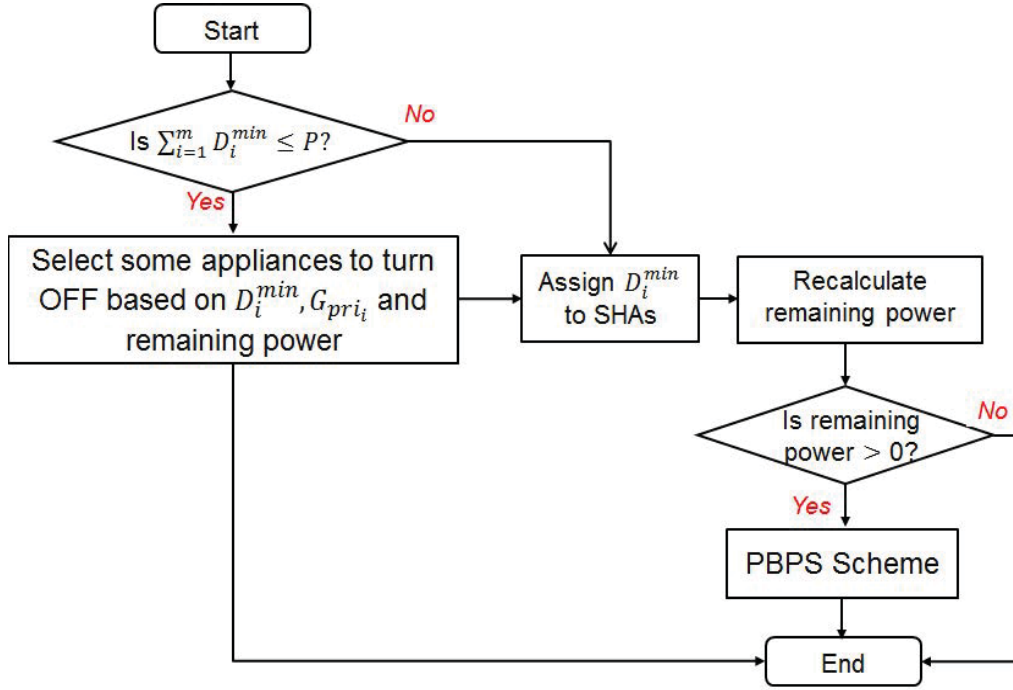 Start
Is $\sum_{i=1}^{m} D_i^{min} \leq P$?
No
Yes
Select some appliances to turn
OFF based on $D_i^{min}, G_{pri_i}$ and
remaining power
Assign $D_i^{min}$
to SHAs
Recalculate
remaining power
Is remaining
power > 0?
No
Yes
PBPS Scheme
End